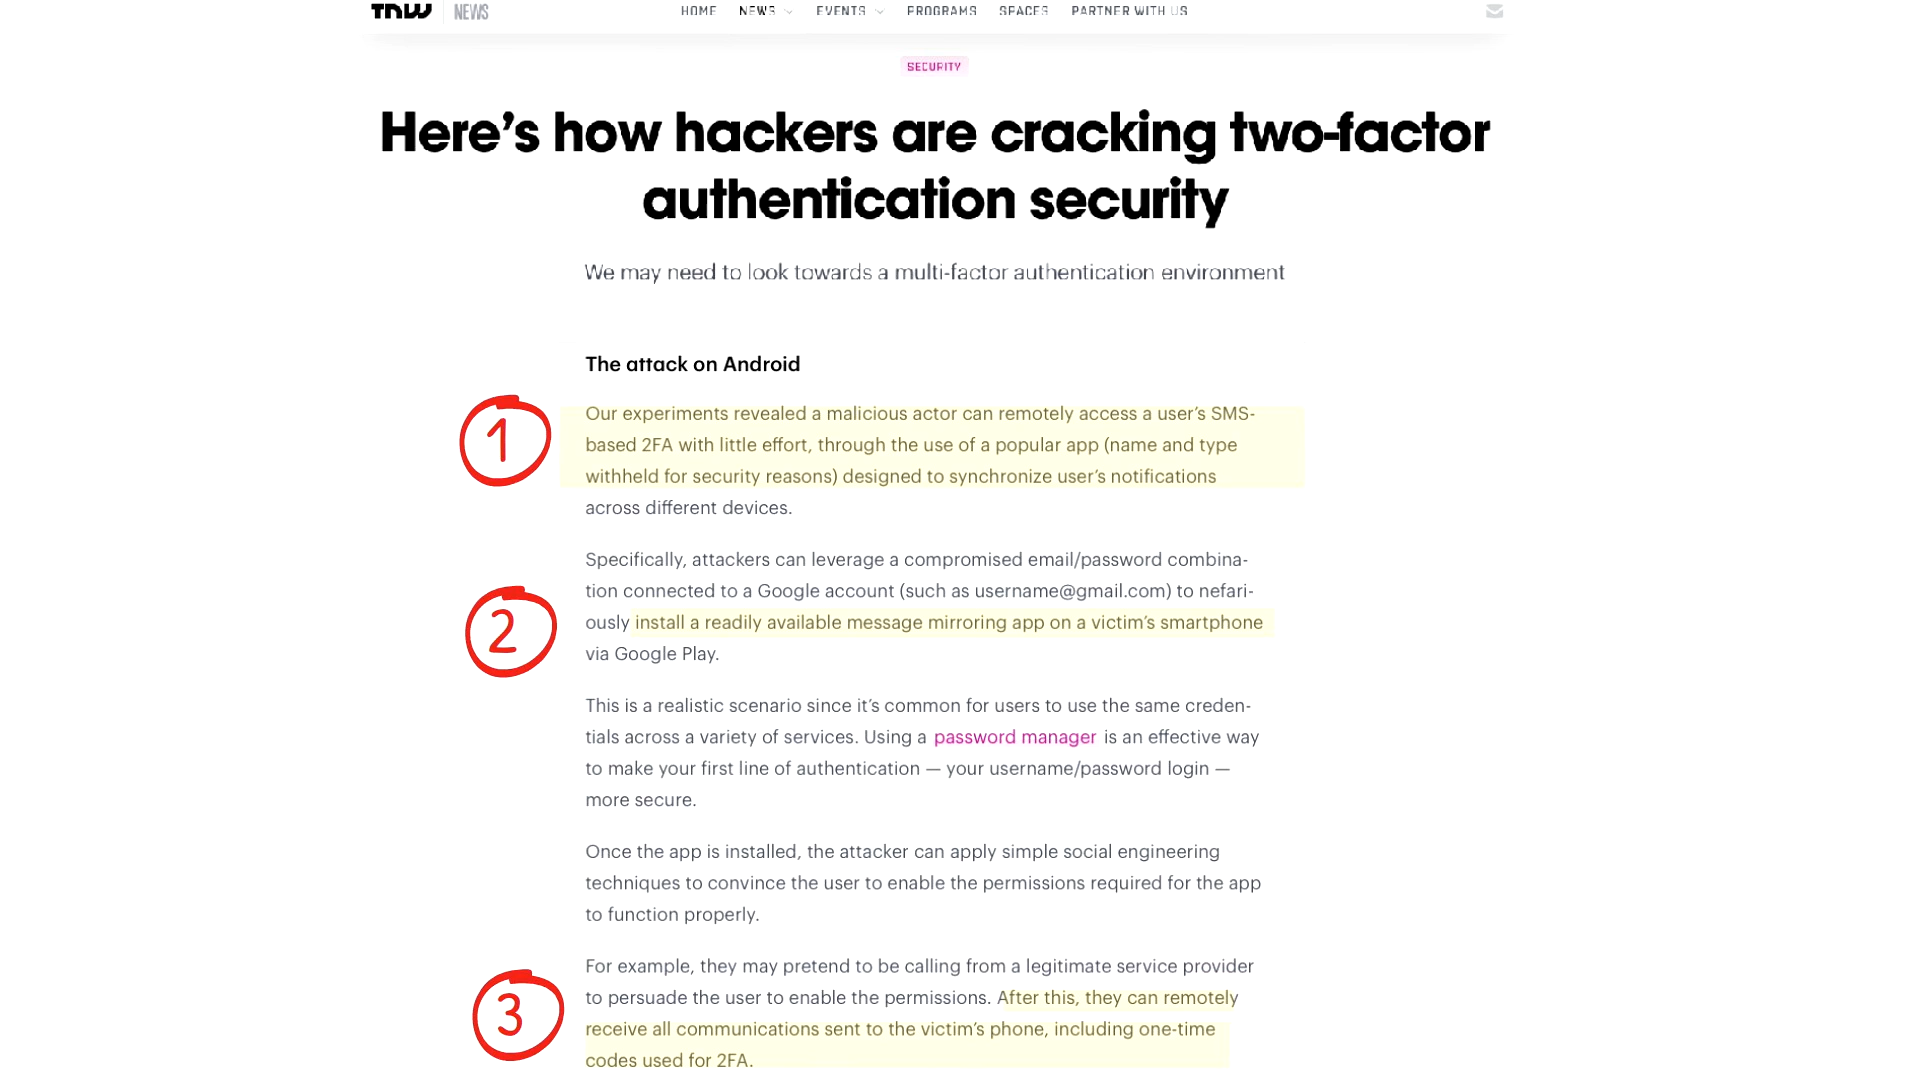 TNW NEWS HOME NEWS EVENTS PROGRAMS SPACES PARTNER WITH US
SECURITY
Here’s how hackers are cracking two-factor
authentication security
We may need to look towards a multi-factor authentication environment
The attack on Android
1
Our experiments revealed a malicious actor can remotely access a user’s SMS-
based 2FA with little effort, through the use of a popular app (name and type
withheld for security reasons) designed to synchronize user’s notifications
across different devices.
Specifically, attackers can leverage a compromised email/password combina-
tion connected to a Google account (such as username@gmail.com) to nefari-
2
ously install a readily available message mirroring app on a victim’s smartphone
via Google Play.
This is a realistic scenario since it’s common for users to use the same creden-
tials across a variety of services. Using a password manager is an effective way
to make your first line of authentication — your username/password login —
more secure.
Once the app is installed, the attacker can apply simple social engineering
techniques to convince the user to enable the permissions required for the app
to function properly.
For example, they may pretend to be calling from a legitimate service provider
to persuade the user to enable the permissions. After this, they can remotely
3
receive all communications sent to the victim’s phone, including one-time
codes used for 2FA.